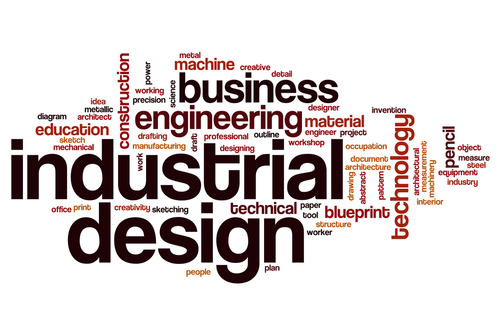 metal
machine
creative
detail
power
construction
working
precision
science
business
idea
metallic
architect
designer
invention
diagram
education
engineering
material
sketch
mechanical
drafting
draft
professional
outline
engineer
project
manufacturing
work
designing
workshop
occupation
technology
pencil
object
measure
steel
equipment
industry
industrial
document
architecture
drawing
abstract
pattern
architectural
measurement
machinery
interior
office
print
creativity
sketching
technical
paper
tool
blueprint
structure
worker
design
people
plan